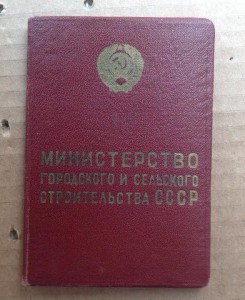 МИНИСТЕРСТВО
ГОРОДСКОГО И СЕЛЬСКОГО
СТРОИТЕЛЬСТВА СССР